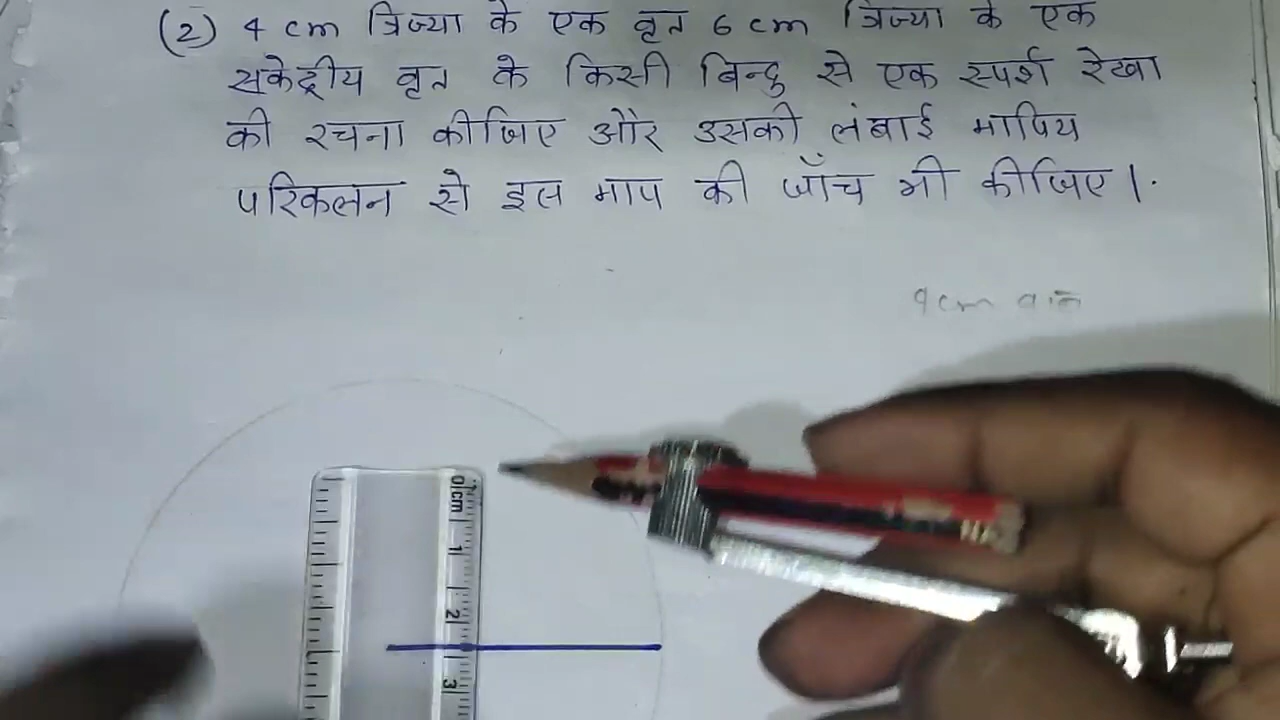 (2) 4 cm त्रिज्या के एक वृत 6 cm त्रिज्या के एक
सकेद्रीय वृत के किसी बिन्दु से एक स्पर्श रेखा
की रचना कीजिए और उसकी लंबाई मापिय
परिकलन से इस माप की जाँच भी कीजिए।
0 cm
1
2
3